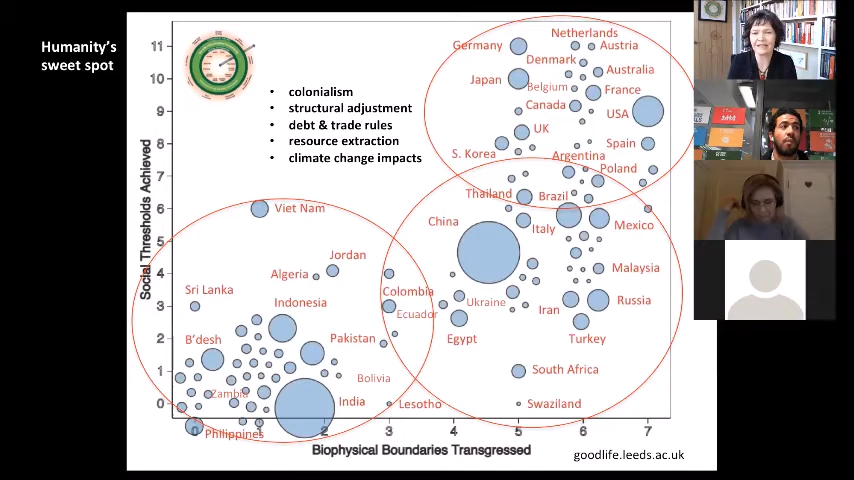 Humanity's
sweet spot
• colonialism
• structural adjustment
• debt & trade rules
• resource extraction
• climate change impacts
Social Thresholds Achieved
11
10
9
8
7
6
5
4
3
2
1
0
Germany
Netherlands
Austria
Denmark
Australia
Japan
Belgium
France
Canada
USA
UK
Spain
S. Korea
Argentina
Poland
Thailand
Brazil
Viet Nam
China
Italy
Mexico
Jordan
Algeria
Malaysia
Sri Lanka
Colombia
Indonesia
Ukraine
Russia
Ecuador
Iran
B'desh
Pakistan
Egypt
Turkey
Bolivia
South Africa
Zambia
India
Lesotho
Swaziland
Philippines
0
1
2
3
4
5
6
7
Biophysical Boundaries Transgressed
goodlife.leeds.ac.uk